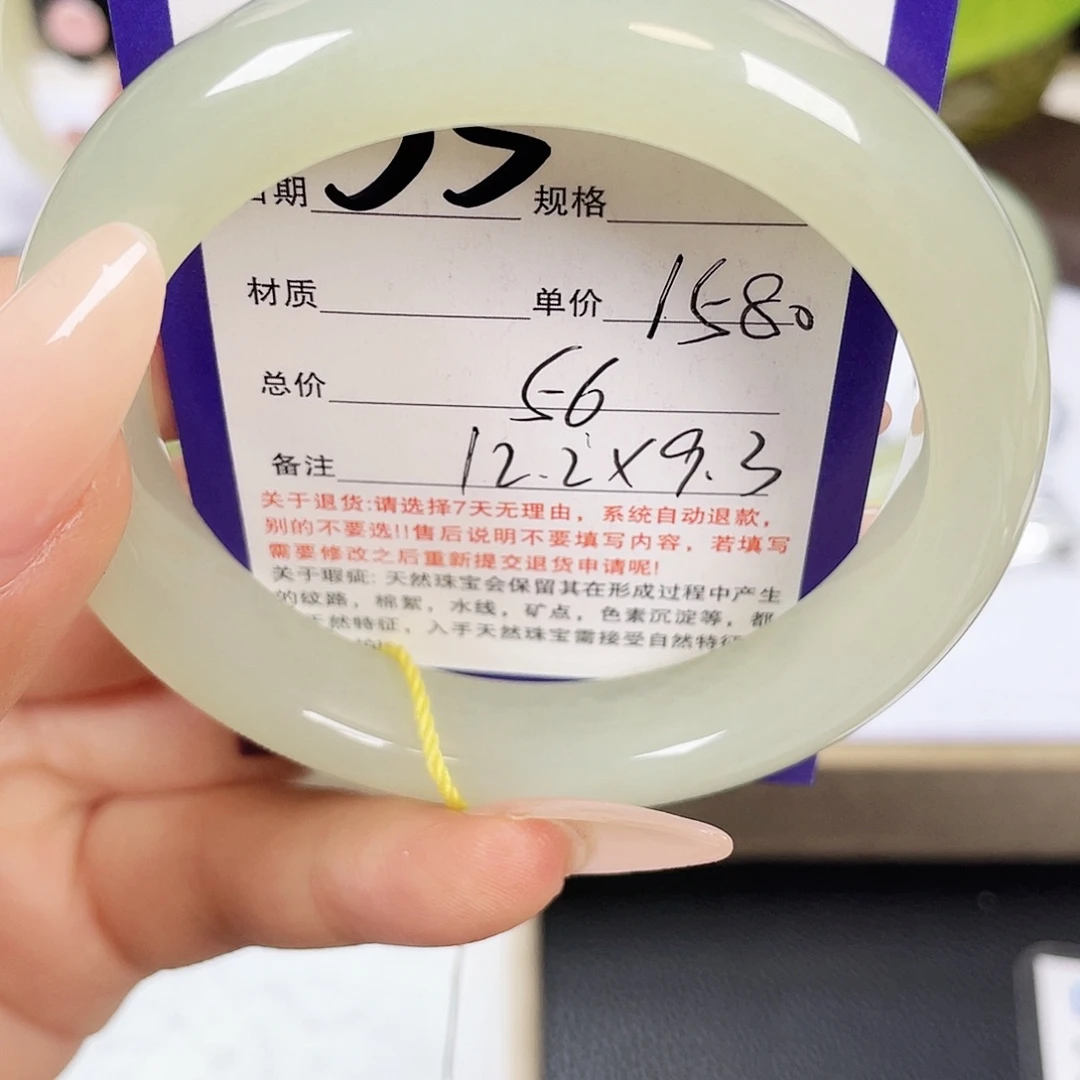 日期 规格
材质 单价 1580
总价 56
备注 12.2×9.3
关于退货:请选择7天无理由，系统自动退款，
别的不要选!!售后说明不要填写内容，若填写
需要修改之后重新提交退货申请呢!
关于瑕疵: 天然珠宝会保留其在形成过程中产生
的纹路，棉絮，水线，矿点，色素沉淀等，都
天然特征，入手天然珠宝需接受自然特征